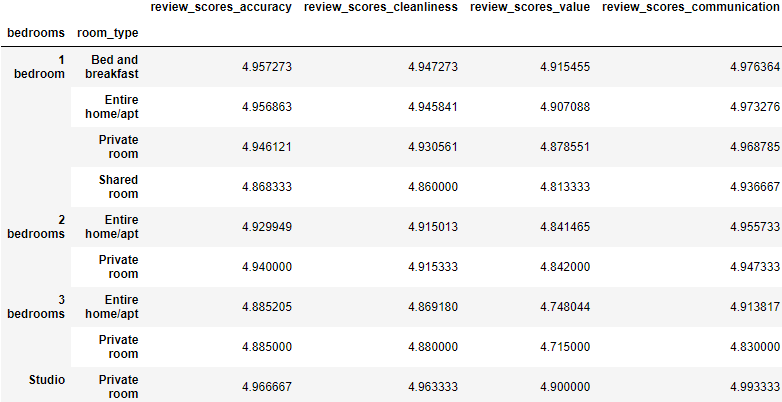 review_scores_accuracy review_scores_cleanliness review_scores_value review_scores_communication
bedrooms room_type
1 bedroom Bed and breakfast 4.957273 4.947273 4.915455 4.976364
Entire home/apt 4.956863 4.945841 4.907088 4.973276
Private room 4.946121 4.930561 4.878551 4.968785
Shared room 4.868333 4.860000 4.813333 4.936667
2 bedrooms Entire home/apt 4.929949 4.915013 4.841465 4.955733
Private room 4.940000 4.915333 4.842000 4.947333
3 bedrooms Entire home/apt 4.885205 4.869180 4.748044 4.913817
Private room 4.885000 4.880000 4.715000 4.830000
Studio Private room 4.966667 4.963333 4.900000 4.993333